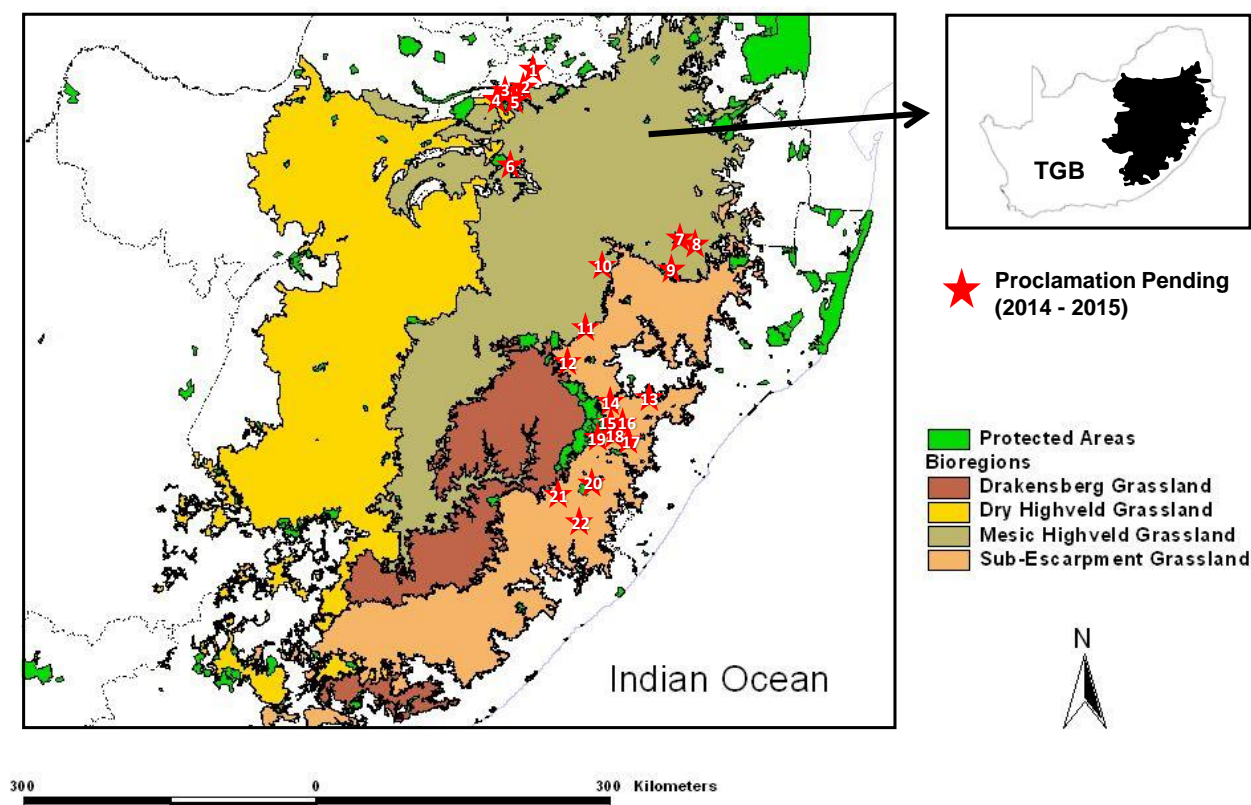 1
2
3
4
5
6
7
8
9
10
11
12
13
14
15
16
17
18
19
20
21
22
Indian Ocean
TGB
Proclamation Pending
(2014 - 2015)
Protected Areas
Bioregions
Drakensberg Grassland
Dry Highveld Grassland
Mesic Highveld Grassland
Sub-Escarpment Grassland
N
300 0 300 Kilometers